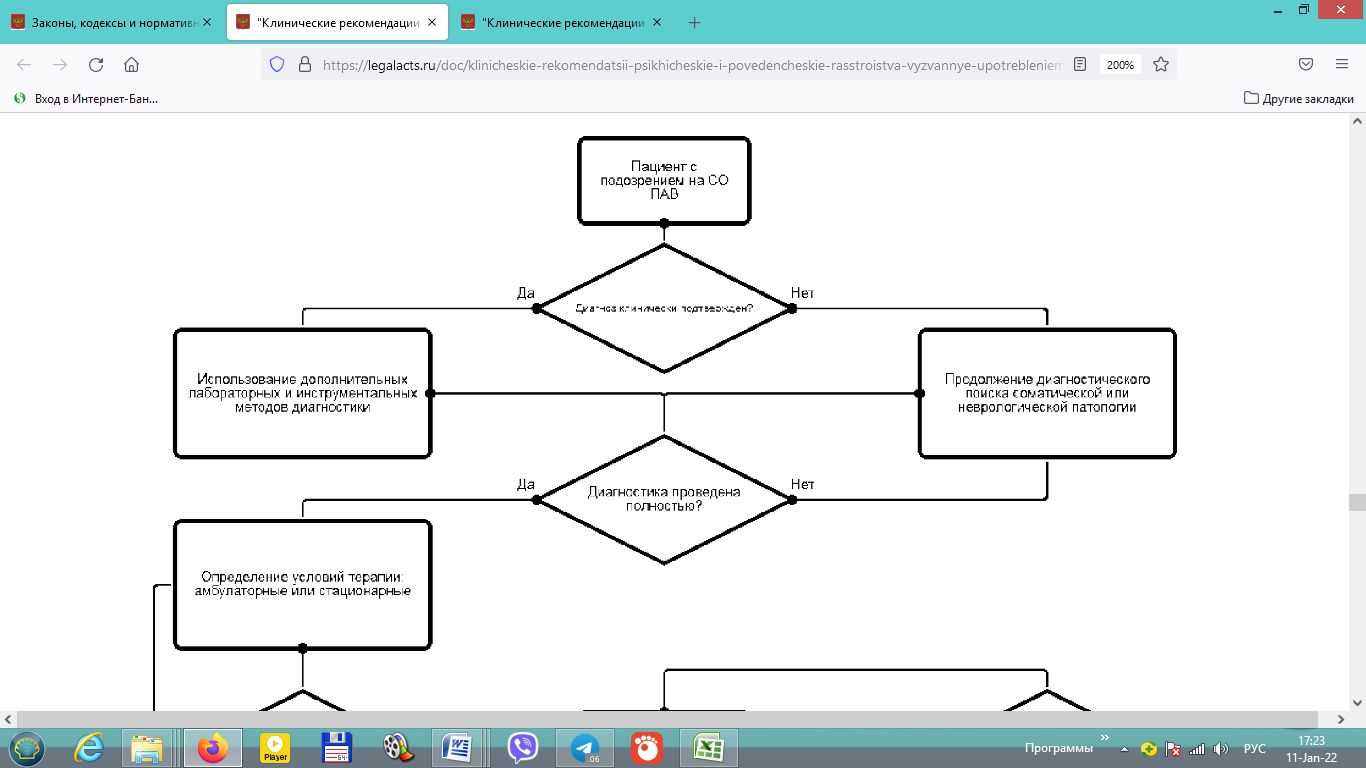 Законы, кодексы и нормативн
"Клинические рекомендации
"Клинические рекомендации
https://legalacts.ru/doc/klinicheskie-rekomendatsii-psikhicheskie-i-povedencheskie-rasstroistva-vyzvannye-upotrebleniem
200%
Вход в Интернет-Бан...
Другие закладки
Пациент с
подозрением на СО
ПАВ
Да
Нет
Диагноз клинически подтвержден?
Использование дополнительных
лабораторных и инструментальных
методов диагностики
Продолжение диагностического
поиска соматической или
неврологической патологии
Да
Нет
Диагностика проведена
полностью?
Определение условий терапии:
амбулаторные или стационарные
Player
64
.06
Программы
»
РУС
17:23
11-Jan-22